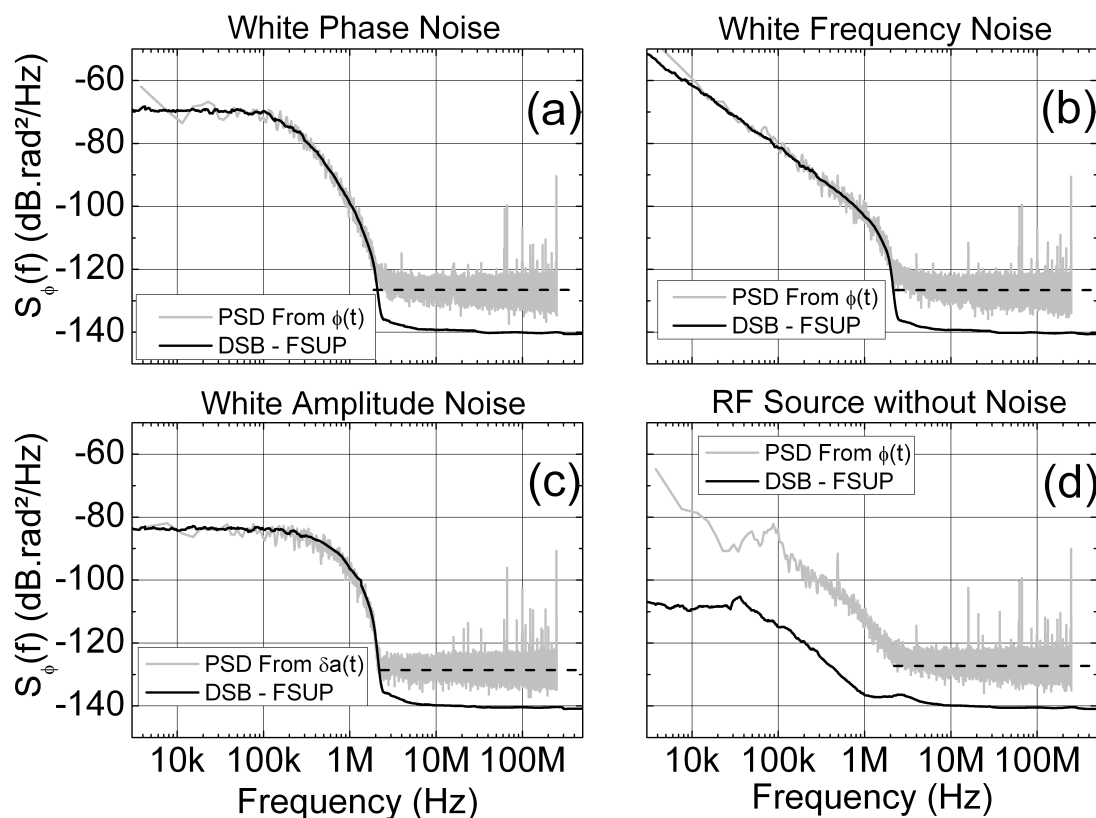 White Phase Noise
White Frequency Noise
S_ϕ(f) (dB.rad²/Hz)
-60
-80
-100
-120
-140
(a)
PSD From ϕ(t)
DSB - FSUP
(b)
PSD From ϕ(t)
DSB - FSUP
White Amplitude Noise
RF Source without Noise
S_ϕ(f) (dB.rad²/Hz)
-60
-80
-100
-120
-140
(c)
PSD From δa(t)
DSB - FSUP
PSD From ϕ(t)
DSB - FSUP
(d)
10k 100k 1M 10M 100M
Frequency (Hz)
10k 100k 1M 10M 100M
Frequency (Hz)